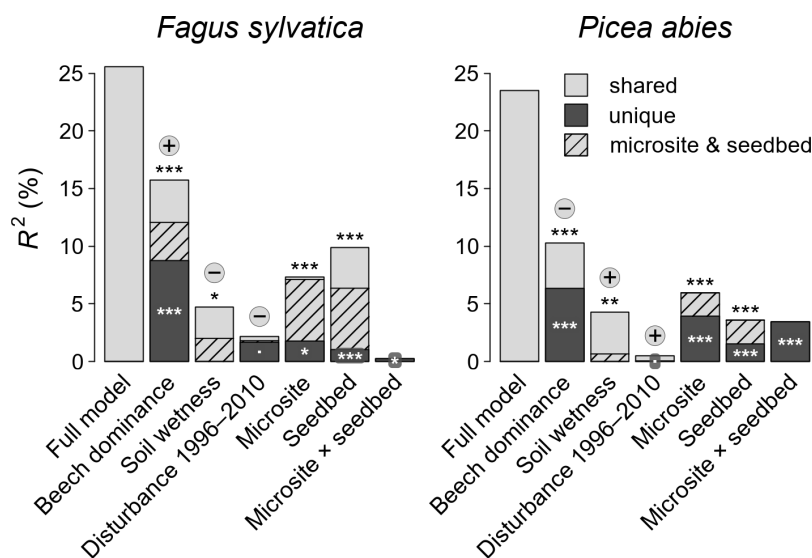 Fagus sylvatica
Picea abies
R² (%)
25
20
15
10
5
0
+
***
***
−
*
−
.
***
*
***
***
*
Full model
Beech dominance
Soil wetness
Disturbance 1996–2010
Microsite
Seedbed
Microsite × seedbed
25
20
15
10
5
0
shared
unique
microsite & seedbed
−
***
***
+
**
+
.
***
***
***
***
***
Full model
Beech dominance
Soil wetness
Disturbance 1996–2010
Microsite
Seedbed
Microsite × seedbed